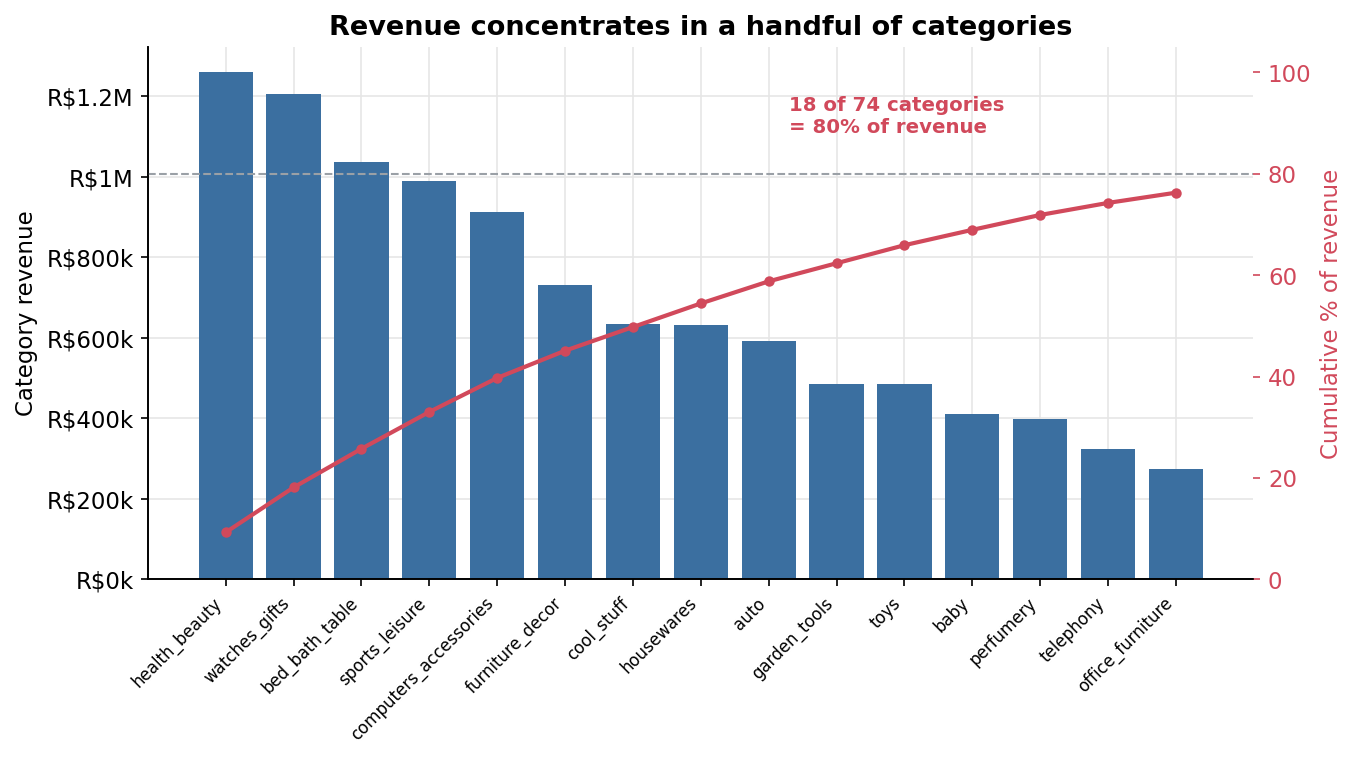 Revenue concentrates in a handful of categories
18 of 74 categories
= 80% of revenue
Category revenue
R$1.2M
R$1M
R$800k
R$600k
R$400k
R$200k
R$0k
100
80
60
40
20
0
Cumulative % of revenue
health_beauty
watches_gifts
bed_bath_table
sports_leisure
computers_accessories
furniture_decor
cool_stuff
housewares
auto
garden_tools
toys
baby
perfumery
telephony
office_furniture